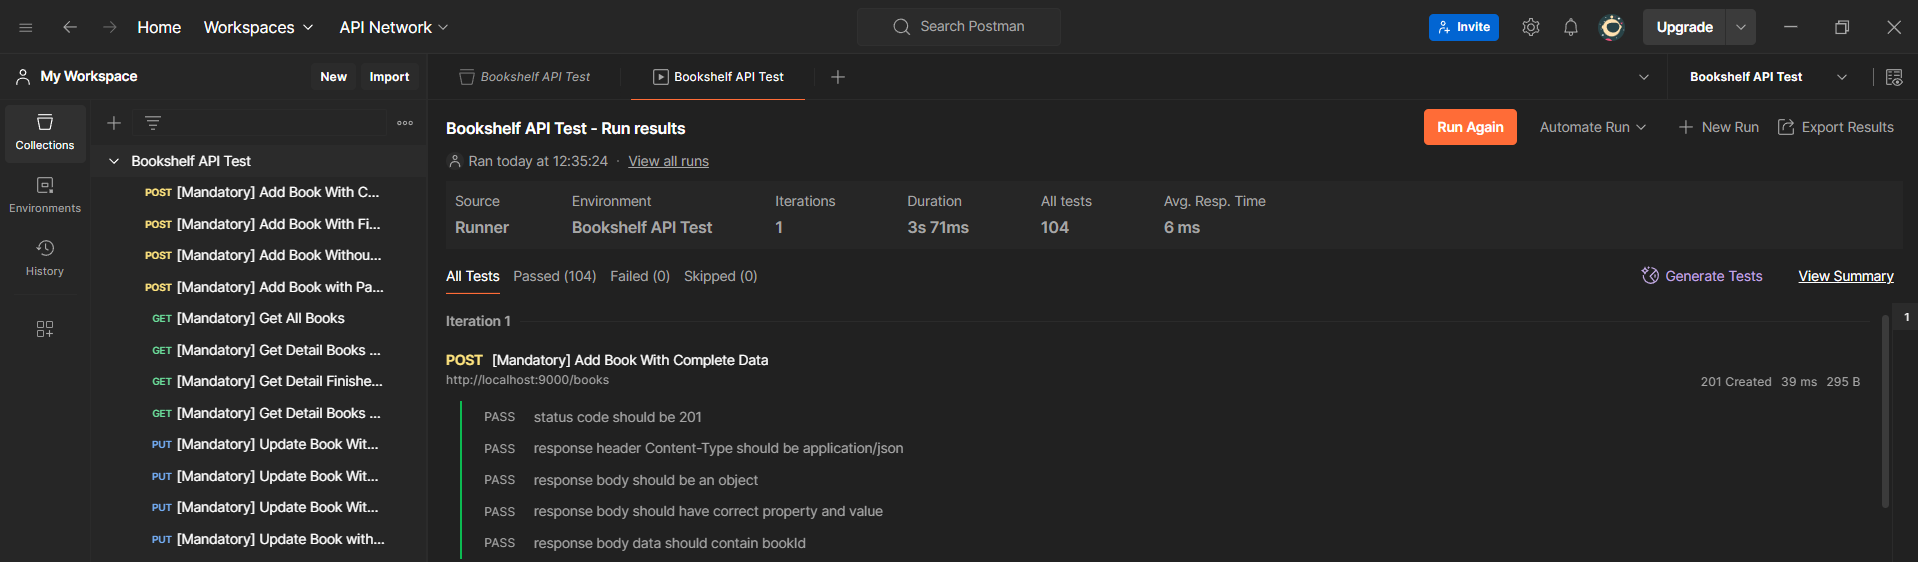 Home Workspaces API Network Search Postman Invite Upgrade
My Workspace New Import Bookshelf API Test Bookshelf API Test Bookshelf API Test
Collections
Environments
History
Bookshelf API Test
POST [Mandatory] Add Book With C...
POST [Mandatory] Add Book With Fi...
POST [Mandatory] Add Book Withou...
POST [Mandatory] Add Book with Pa...
GET [Mandatory] Get All Books
GET [Mandatory] Get Detail Books ...
GET [Mandatory] Get Detail Finishe...
GET [Mandatory] Get Detail Books ...
PUT [Mandatory] Update Book Wit...
PUT [Mandatory] Update Book Wit...
PUT [Mandatory] Update Book Wit...
PUT [Mandatory] Update Book with...
Bookshelf API Test - Run results Run Again Automate Run New Run Export Results
Ran today at 12:35:24 · View all runs
Source Environment Iterations Duration All tests Avg. Resp. Time
Runner Bookshelf API Test 1 3s 71ms 104 6 ms
All Tests Passed (104) Failed (0) Skipped (0) Generate Tests View Summary
Iteration 1 1
POST [Mandatory] Add Book With Complete Data
http://localhost:9000/books 201 Created 39 ms 295 B
PASS status code should be 201
PASS response header Content-Type should be application/json
PASS response body should be an object
PASS response body should have correct property and value
PASS response body data should contain bookId